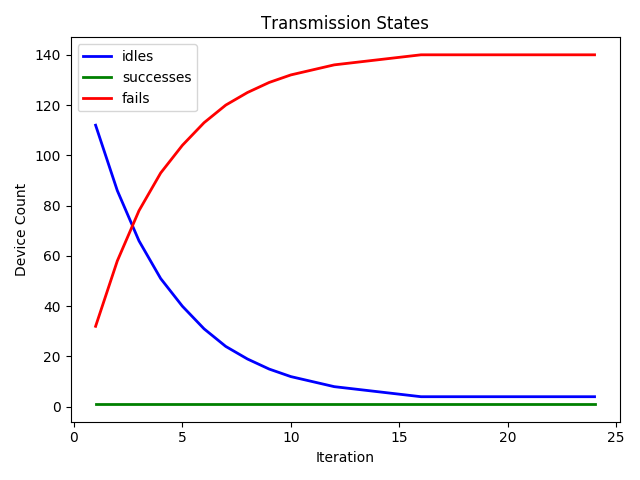 Transmission States
idles
successes
fails
Device Count
140
120
100
80
60
40
20
0
0 5 10 15 20 25
Iteration